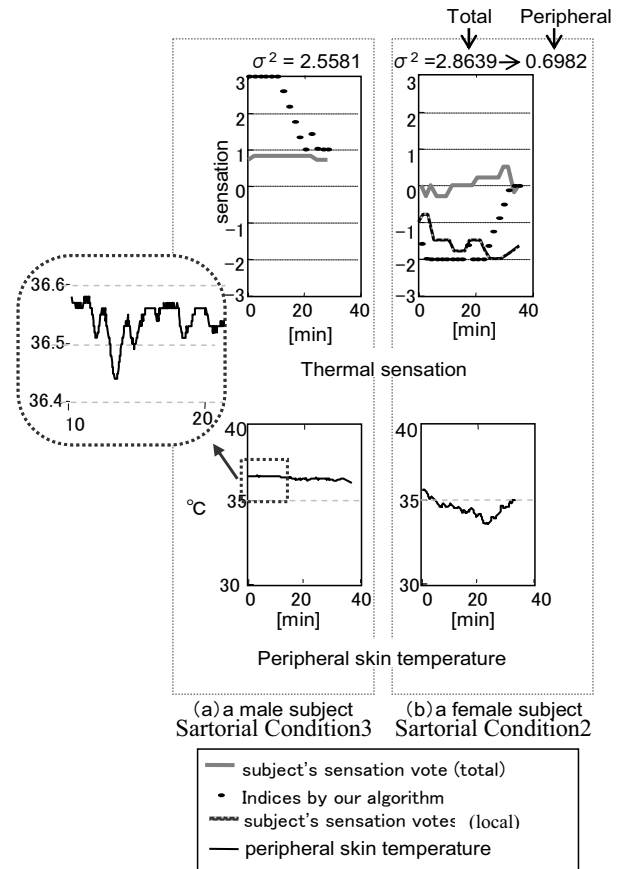 Total Peripheral
σ² = 2.5581 σ² =2.8639→ 0.6982
3 3
2 2
1 1
0 0
-1 -1
-2 -2
-3 -3
sensation
0 20 40 0 20 40
[min] [min]
Thermal sensation
36.6
36.5
36.4
10 20
40 40
35 35
30 30
°C
0 20 40 0 20 40
[min] [min]
Peripheral skin temperature
(a) a male subject (b) a female subject
Sartorial Condition3 Sartorial Condition2
subject's sensation vote (total)
Indices by our algorithm
subject's sensation votes (local)
peripheral skin temperature